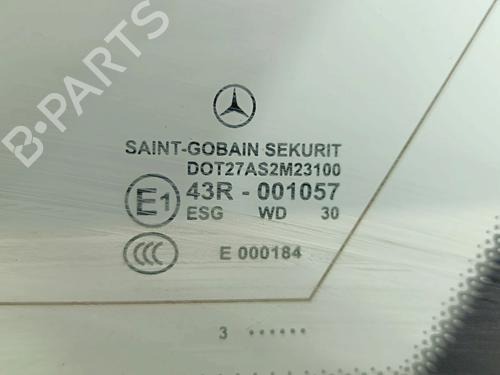 B-PARTS
SAINT-GOBAIN SEKURIT
DOT27AS2M23100
E1 43R - 001057
ESG WD 30
CCC E 000184
3 ......